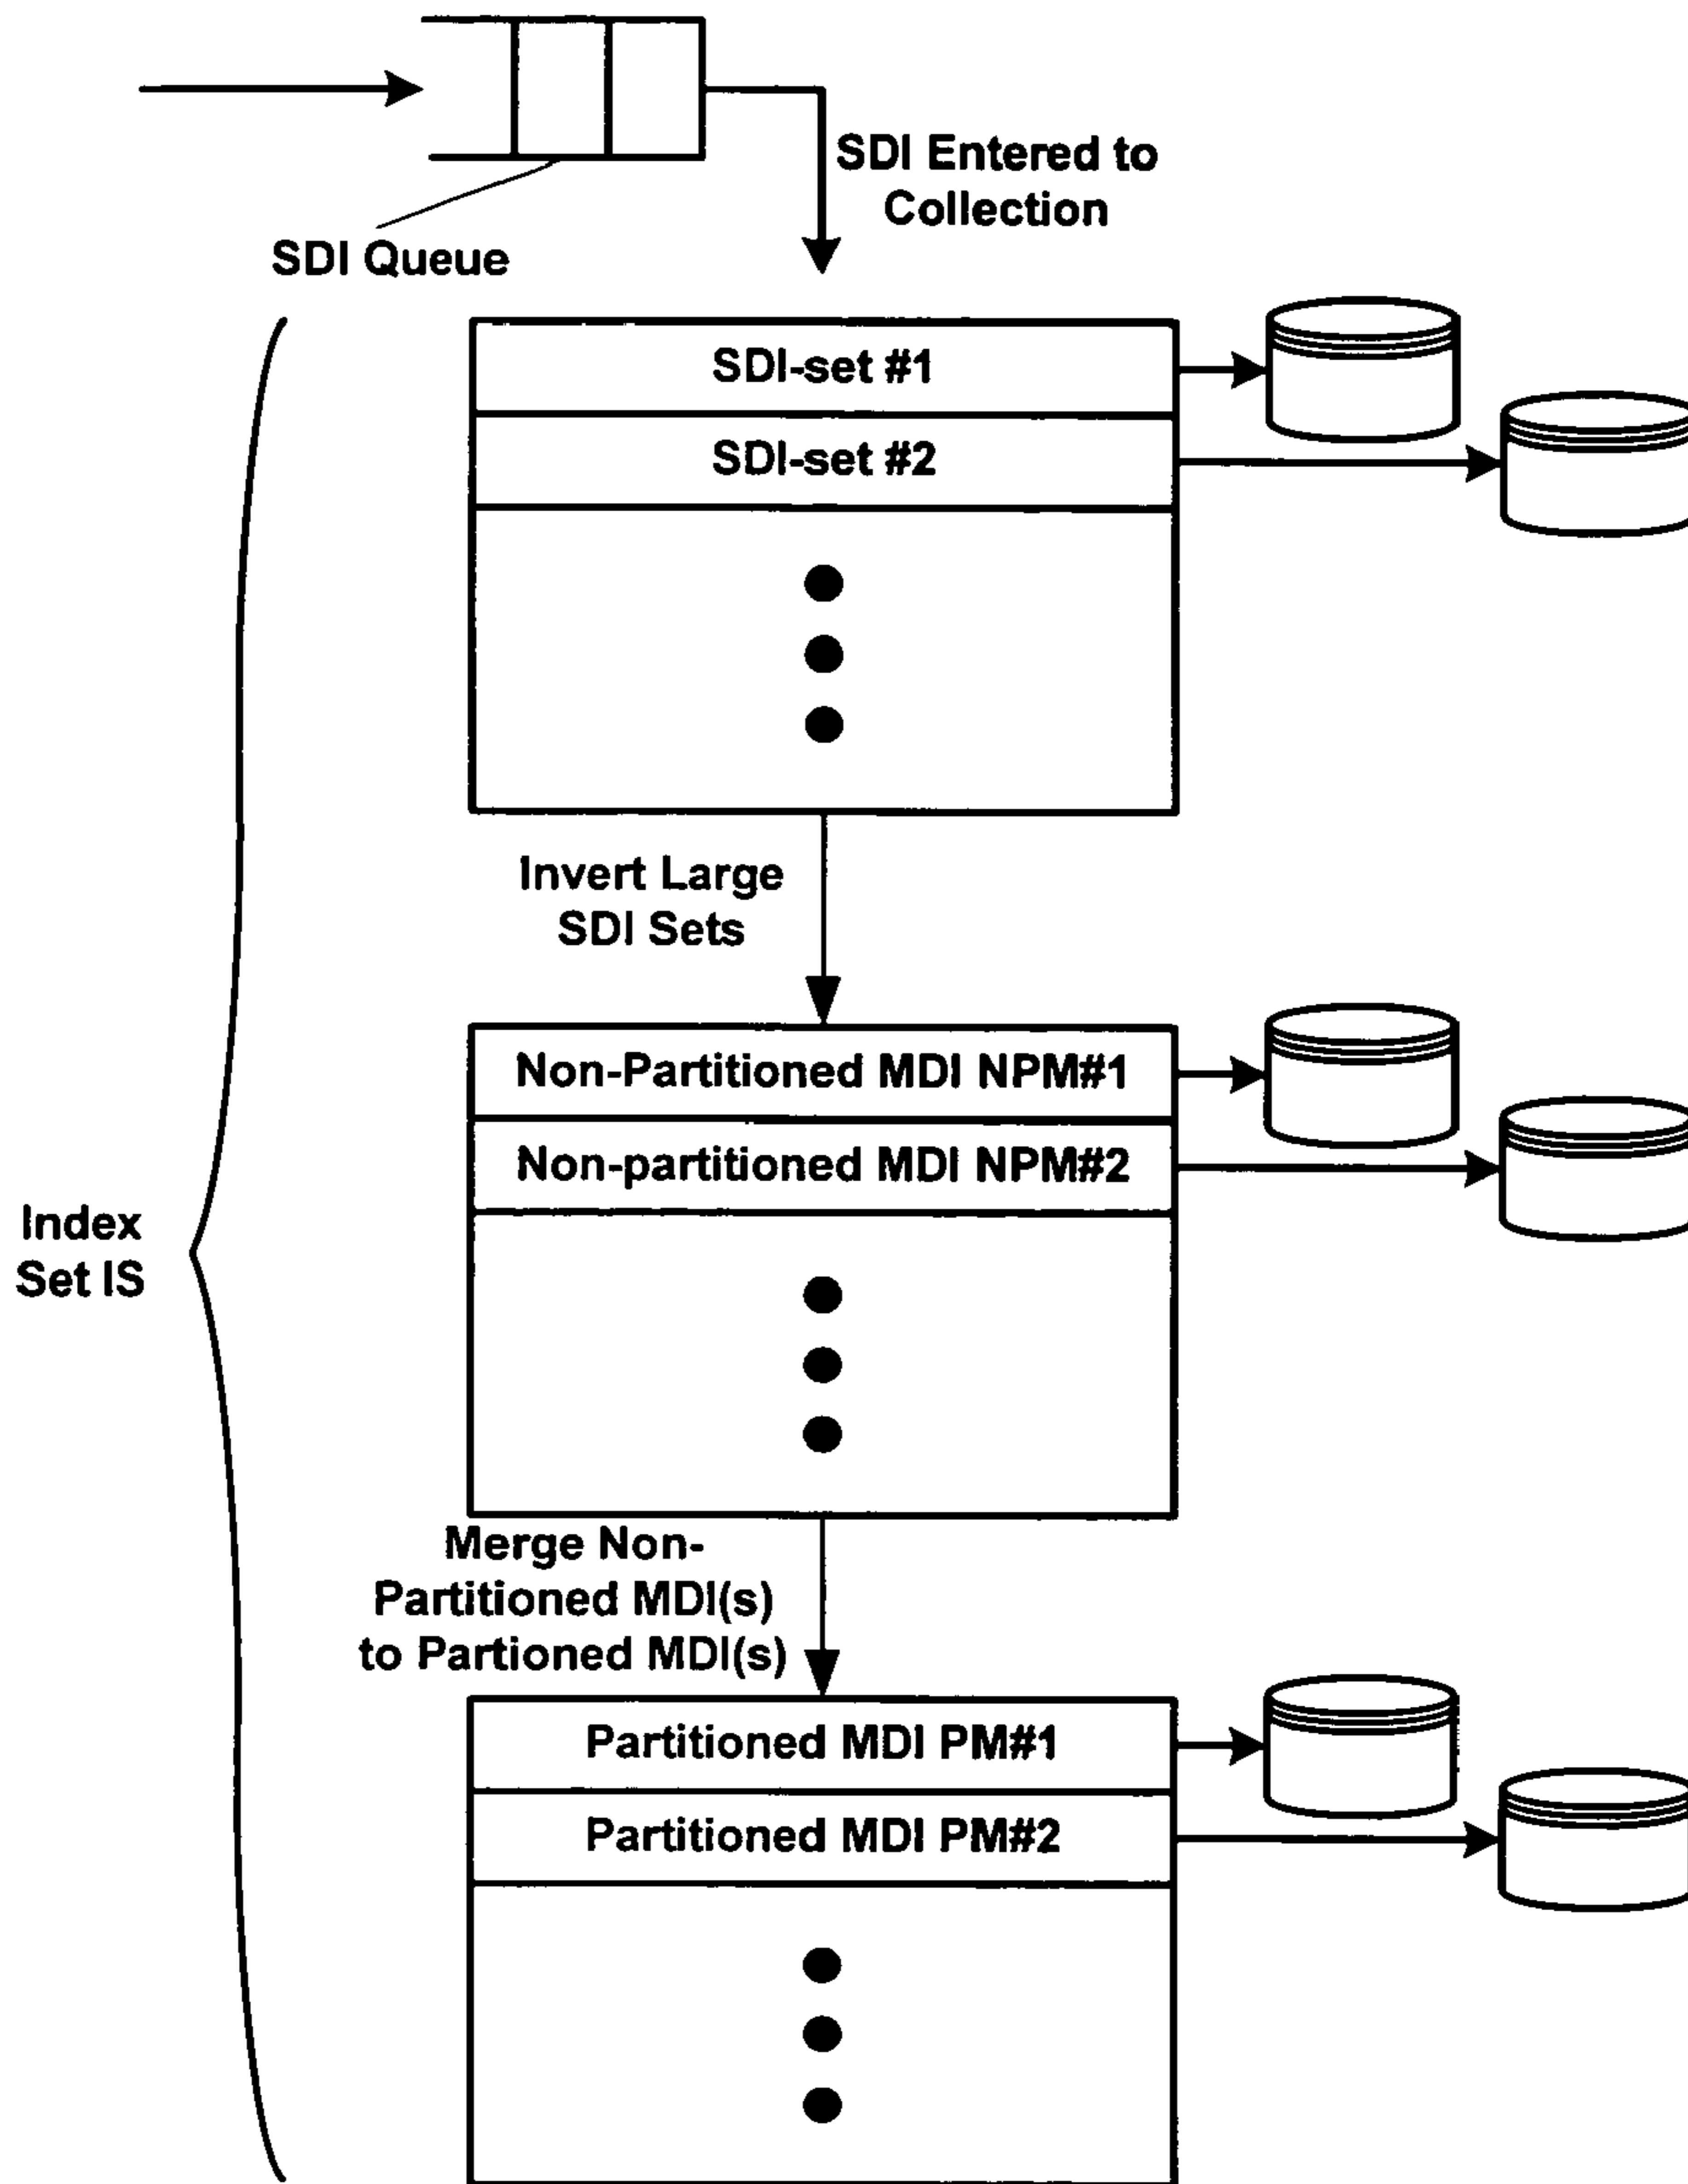 SDI Entered to
Collection
SDI Queue
SDI-set #1
SDI-set #2
Invert Large
SDI Sets
Non-Partitioned MDI NPM#1
Non-partitioned MDI NPM#2
Index
Set IS
Merge Non-
Partitioned MDI(s)
to Partioned MDI(s)
Partitioned MDI PM#1
Partitioned MDI PM#2